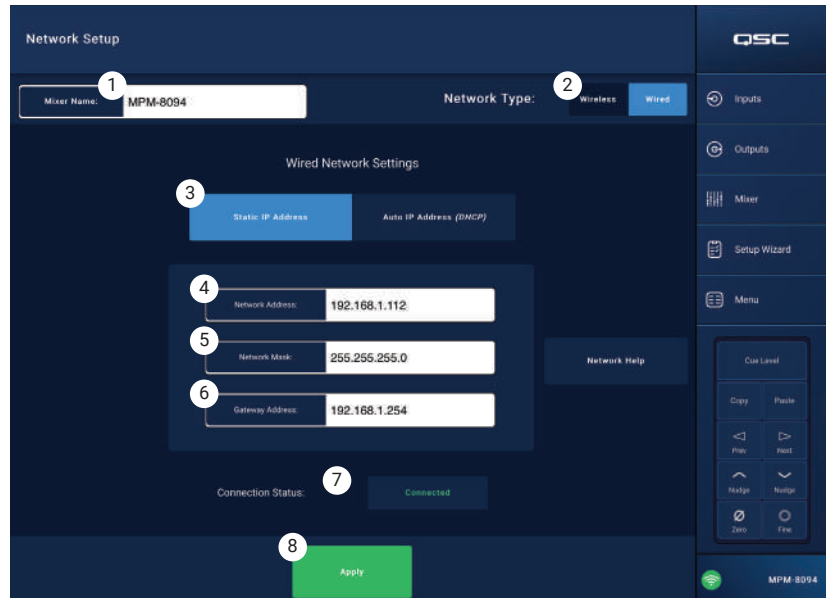 Network Setup
QSC
1
Mixer Name:
MPM-8094
Network Type:
2
Wireless
Wired
Inputs
Outputs
Mixer
Setup Wizard
Menu
Wired Network Settings
3
Static IP Address
Auto IP Address (DHCP)
4
Network Address:
192.168.1.112
5
Network Mask:
255.255.255.0
6
Gateway Address:
192.168.1.254
Network Help
7
Connection Status:
Connected
8
Apply
Cue Level
Copy
Paste
Prev
Next
Nudge
Nudge
Zero
Fine
MPM-8094